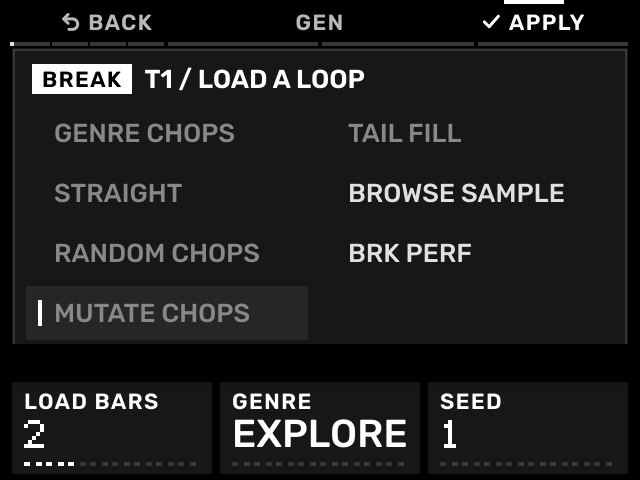 BACK GEN APPLY
BREAK T1 / LOAD A LOOP
GENRE CHOPS TAIL FILL
STRAIGHT BROWSE SAMPLE
RANDOM CHOPS BRK PERF
MUTATE CHOPS
LOAD BARS GENRE SEED
2 EXPLORE 1